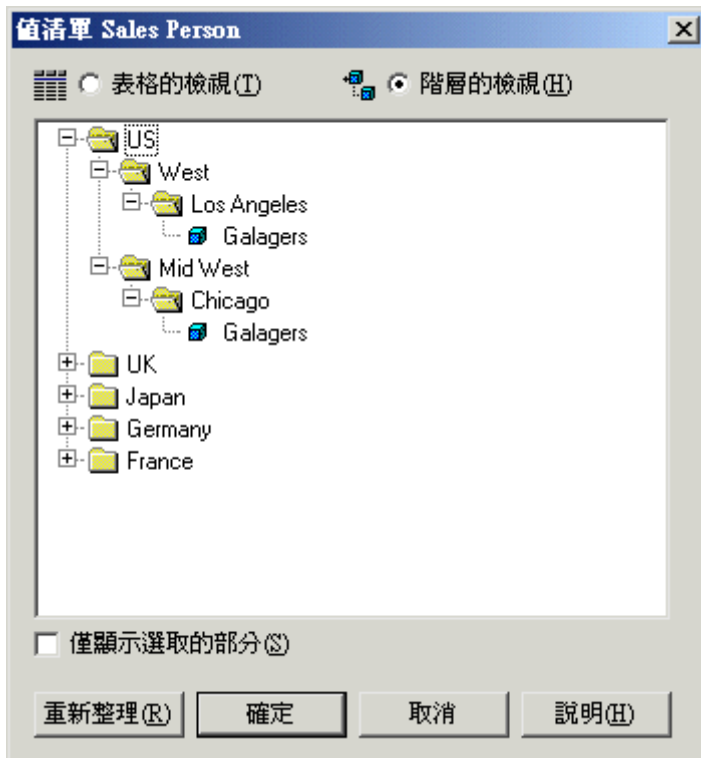 值清單 Sales Person
表格的檢視(T) 階層的檢視(H)
US
West
Los Angeles
Galagers
Mid West
Chicago
Galagers
UK
Japan
Germany
France
僅顯示選取的部分(S)
重新整理(R) 確定 取消 說明(H)